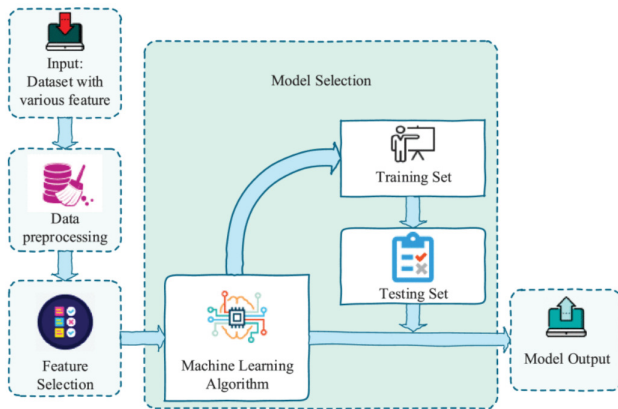 Input:
Dataset with
various feature
Data
preprocessing
Feature
Selection
Model Selection
Training Set
Testing Set
Machine Learning
Algorithm
Model Output